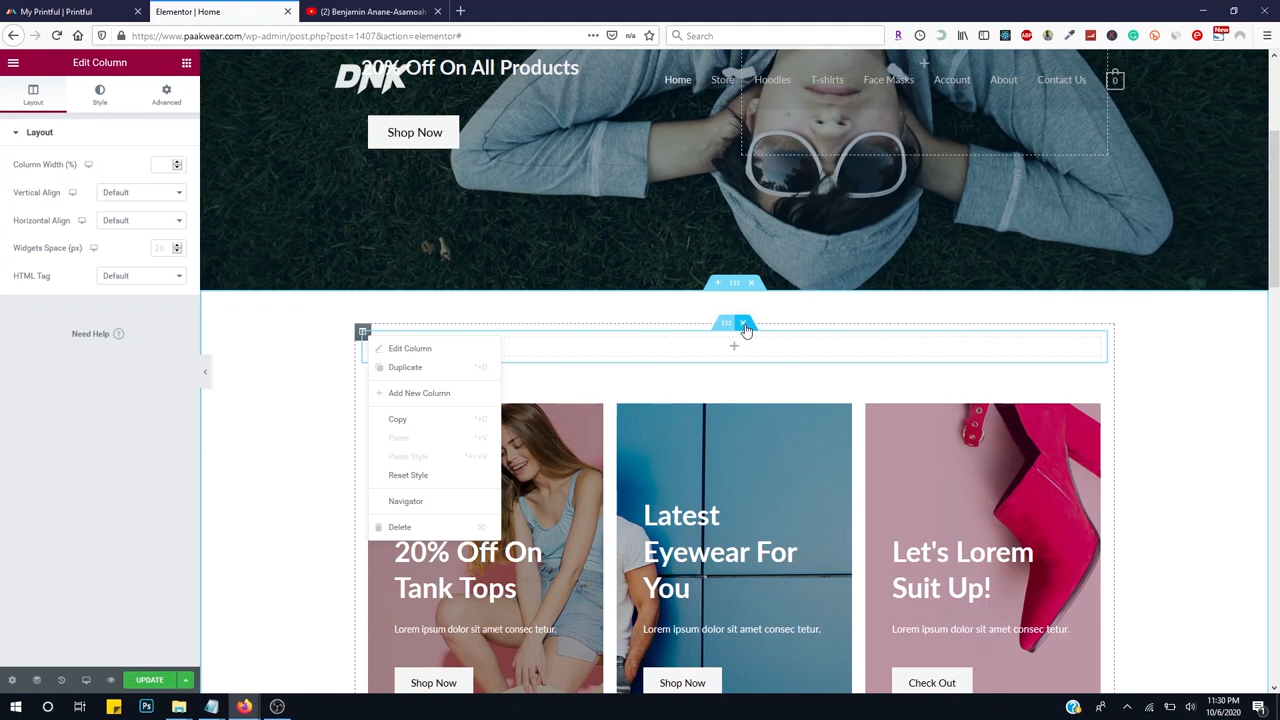 My Printful | Printful
Elementor | Home
(2) Benjamin Anane-Asamoah
https://www.paakwear.com/wp-admin/post.php?post=1407&action=elementor#
n/a
Search
New
Edit Column
Layout
Style
Advanced
Layout
Column Width (%)
Vertical Align
Default
Horizontal Align
Default
Widgets Space (px)
20
HTML Tag
Default
Need Help
UPDATE
20% Off On All Products
DNK
Home
Store
Hoodies
T-shirts
Face Masks
Account
About
Contact Us
0
Shop Now
Edit Column
Duplicate
^+D
Add New Column
Copy
^+C
Paste
^+V
Paste Style
^+⇧+V
Reset Style
Navigator
Delete
20% Off On
Tank Tops
Lorem ipsum dolor sit amet consec tetur.
Shop Now
Latest
Eyewear For
You
Lorem ipsum dolor sit amet consec tetur.
Shop Now
Let's Lorem
Suit Up!
Lorem ipsum dolor sit amet consec tetur.
Check Out
11:30 PM
10/6/2020